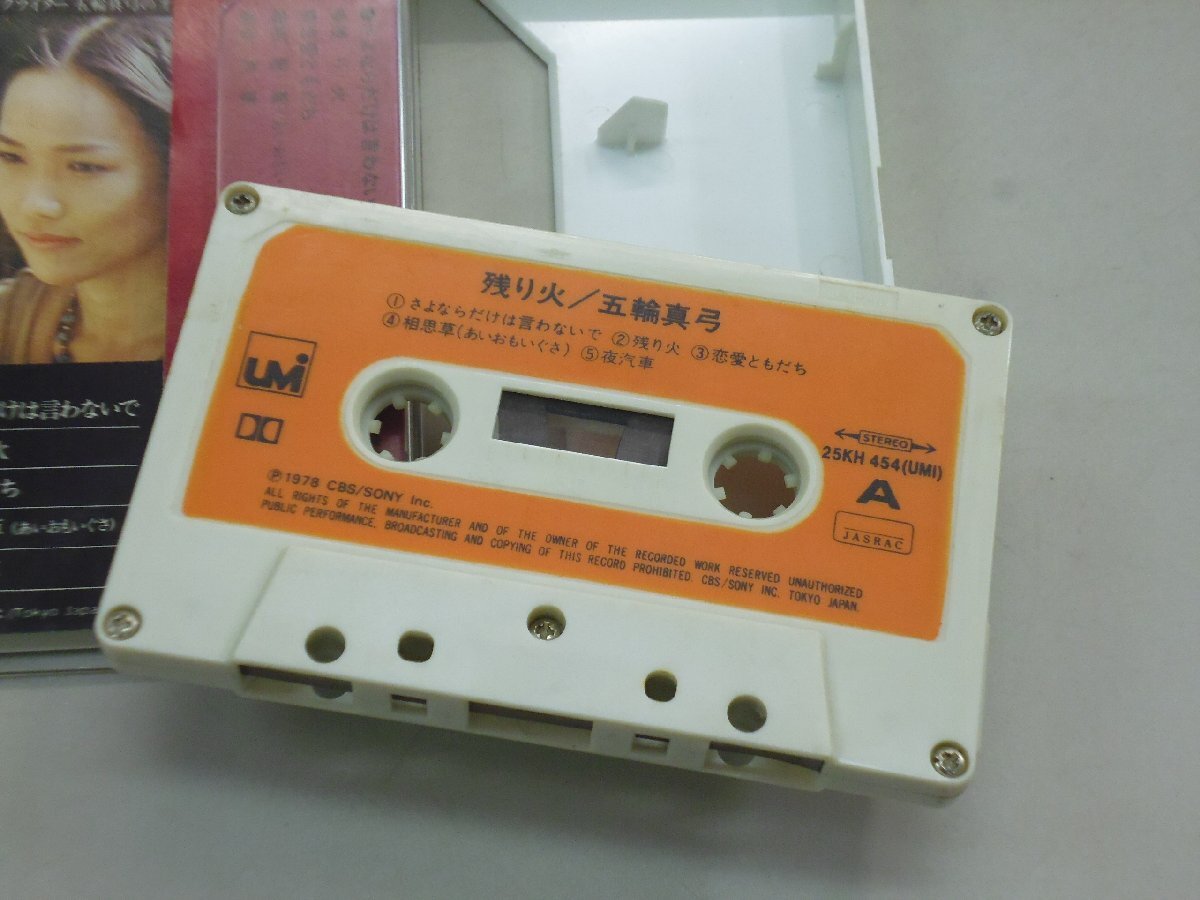 残り火／五輪真弓
①さよならだけは言わないで ②残り火 ③恋愛ともだち
④相思草(あいおもいぐさ) ⑤夜汽車
UMI
STEREO
25KH 454(UMI)
A
JASRAC
Ⓟ1978 CBS/SONY Inc.
ALL RIGHTS OF THE MANUFACTURER AND OF THE OWNER OF THE RECORDED WORK RESERVED UNAUTHORIZED
PUBLIC PERFORMANCE, BROADCASTING AND COPYING OF THIS RECORD PROHIBITED. CBS/SONY INC. TOKYO JAPAN.
けは言わないで
ち
(あいおもいぐさ)
Tokyo Japa